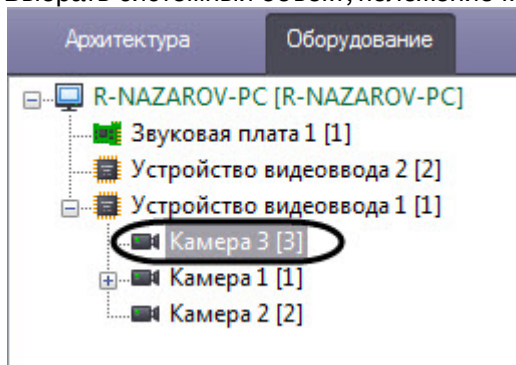 Архитектура Оборудование
R-NAZAROV-PC [R-NAZAROV-PC]
Звуковая плата 1 [1]
Устройство видеоввода 2 [2]
Устройство видеоввода 1 [1]
Камера 3 [3]
Камера 1 [1]
Камера 2 [2]